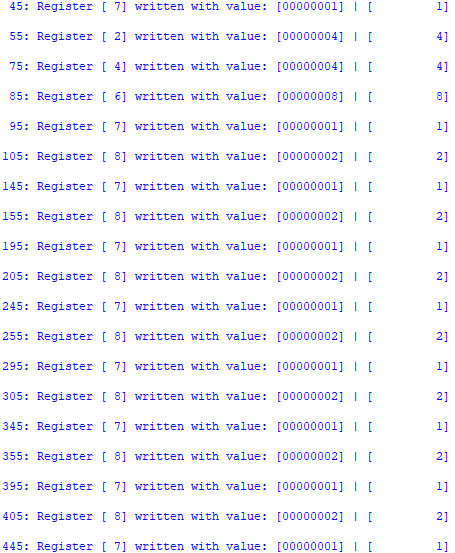 45: Register [ 7] written with value: [00000001] | [          1]
55: Register [ 2] written with value: [00000004] | [          4]
75: Register [ 4] written with value: [00000004] | [          4]
85: Register [ 6] written with value: [00000008] | [          8]
95: Register [ 7] written with value: [00000001] | [          1]
105: Register [ 8] written with value: [00000002] | [          2]
145: Register [ 7] written with value: [00000001] | [          1]
155: Register [ 8] written with value: [00000002] | [          2]
195: Register [ 7] written with value: [00000001] | [          1]
205: Register [ 8] written with value: [00000002] | [          2]
245: Register [ 7] written with value: [00000001] | [          1]
255: Register [ 8] written with value: [00000002] | [          2]
295: Register [ 7] written with value: [00000001] | [          1]
305: Register [ 8] written with value: [00000002] | [          2]
345: Register [ 7] written with value: [00000001] | [          1]
355: Register [ 8] written with value: [00000002] | [          2]
395: Register [ 7] written with value: [00000001] | [          1]
405: Register [ 8] written with value: [00000002] | [          2]
445: Register [ 7] written with value: [00000001] | [          1]